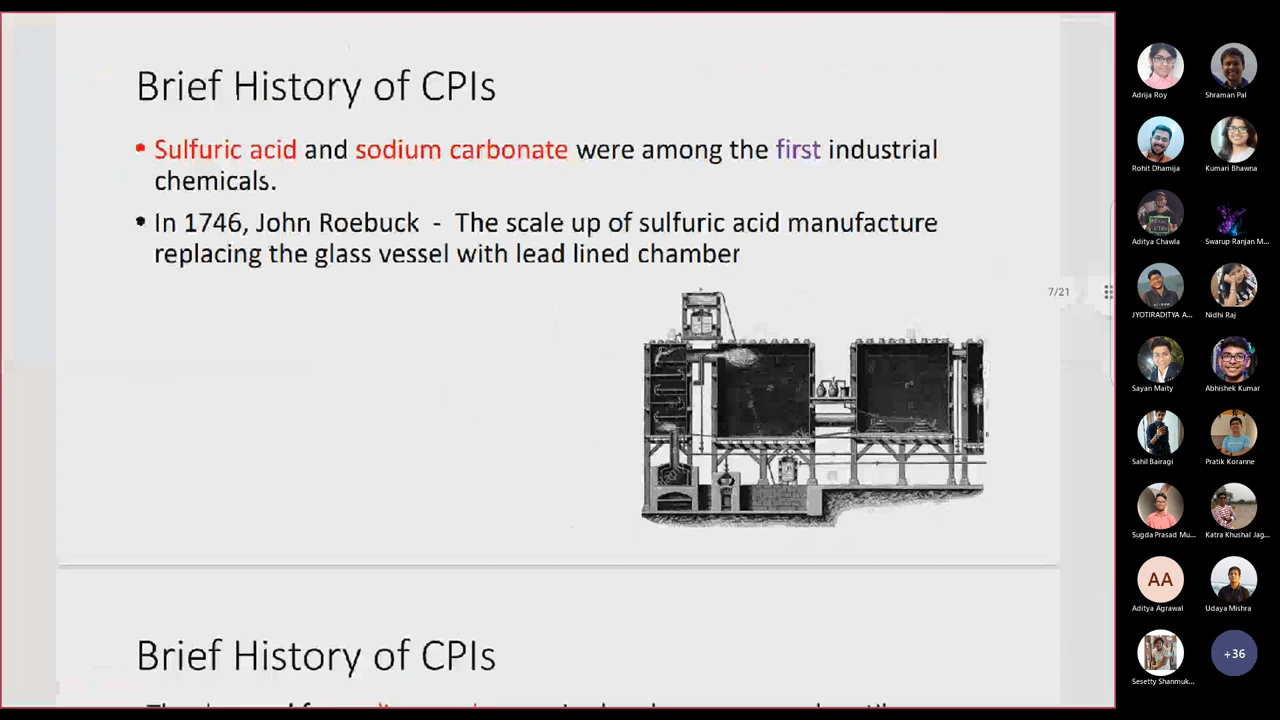 Brief History of CPIs
• Sulfuric acid and sodium carbonate were among the first industrial
chemicals.
• In 1746, John Roebuck - The scale up of sulfuric acid manufacture
replacing the glass vessel with lead lined chamber
7/21
Brief History of CPIs
Adrija Roy
Shraman Pal
Rohit Dhamija
Kumari Bhawna
Aditya Chawla
Swarup Ranjan M...
JYOTIRADITYA A...
Nidhi Raj
Sayan Maity
Abhishek Kumar
Sahil Bairagi
Pratik Koranne
Sugda Prasad Mu...
Katra Khushal Jag...
AA
Aditya Agrawal
Udaya Mishra
Sesetty Shanmuk...
+36